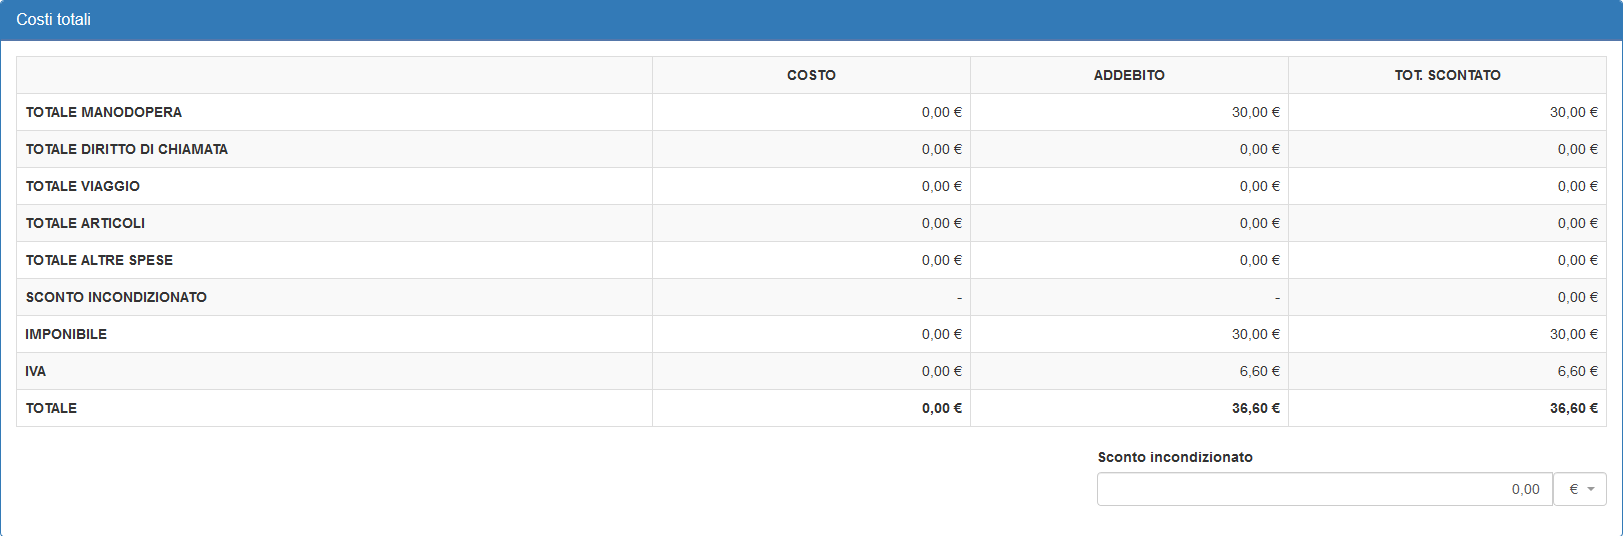 Costi totali
COSTO ADDEBITO TOT. SCONTATO
TOTALE MANODOPERA 0,00 € 30,00 € 30,00 €
TOTALE DIRITTO DI CHIAMATA 0,00 € 0,00 € 0,00 €
TOTALE VIAGGIO 0,00 € 0,00 € 0,00 €
TOTALE ARTICOLI 0,00 € 0,00 € 0,00 €
TOTALE ALTRE SPESE 0,00 € 0,00 € 0,00 €
SCONTO INCONDIZIONATO - - 0,00 €
IMPONIBILE 0,00 € 30,00 € 30,00 €
IVA 0,00 € 6,60 € 6,60 €
TOTALE 0,00 € 36,60 € 36,60 €
Sconto incondizionato
0,00 €